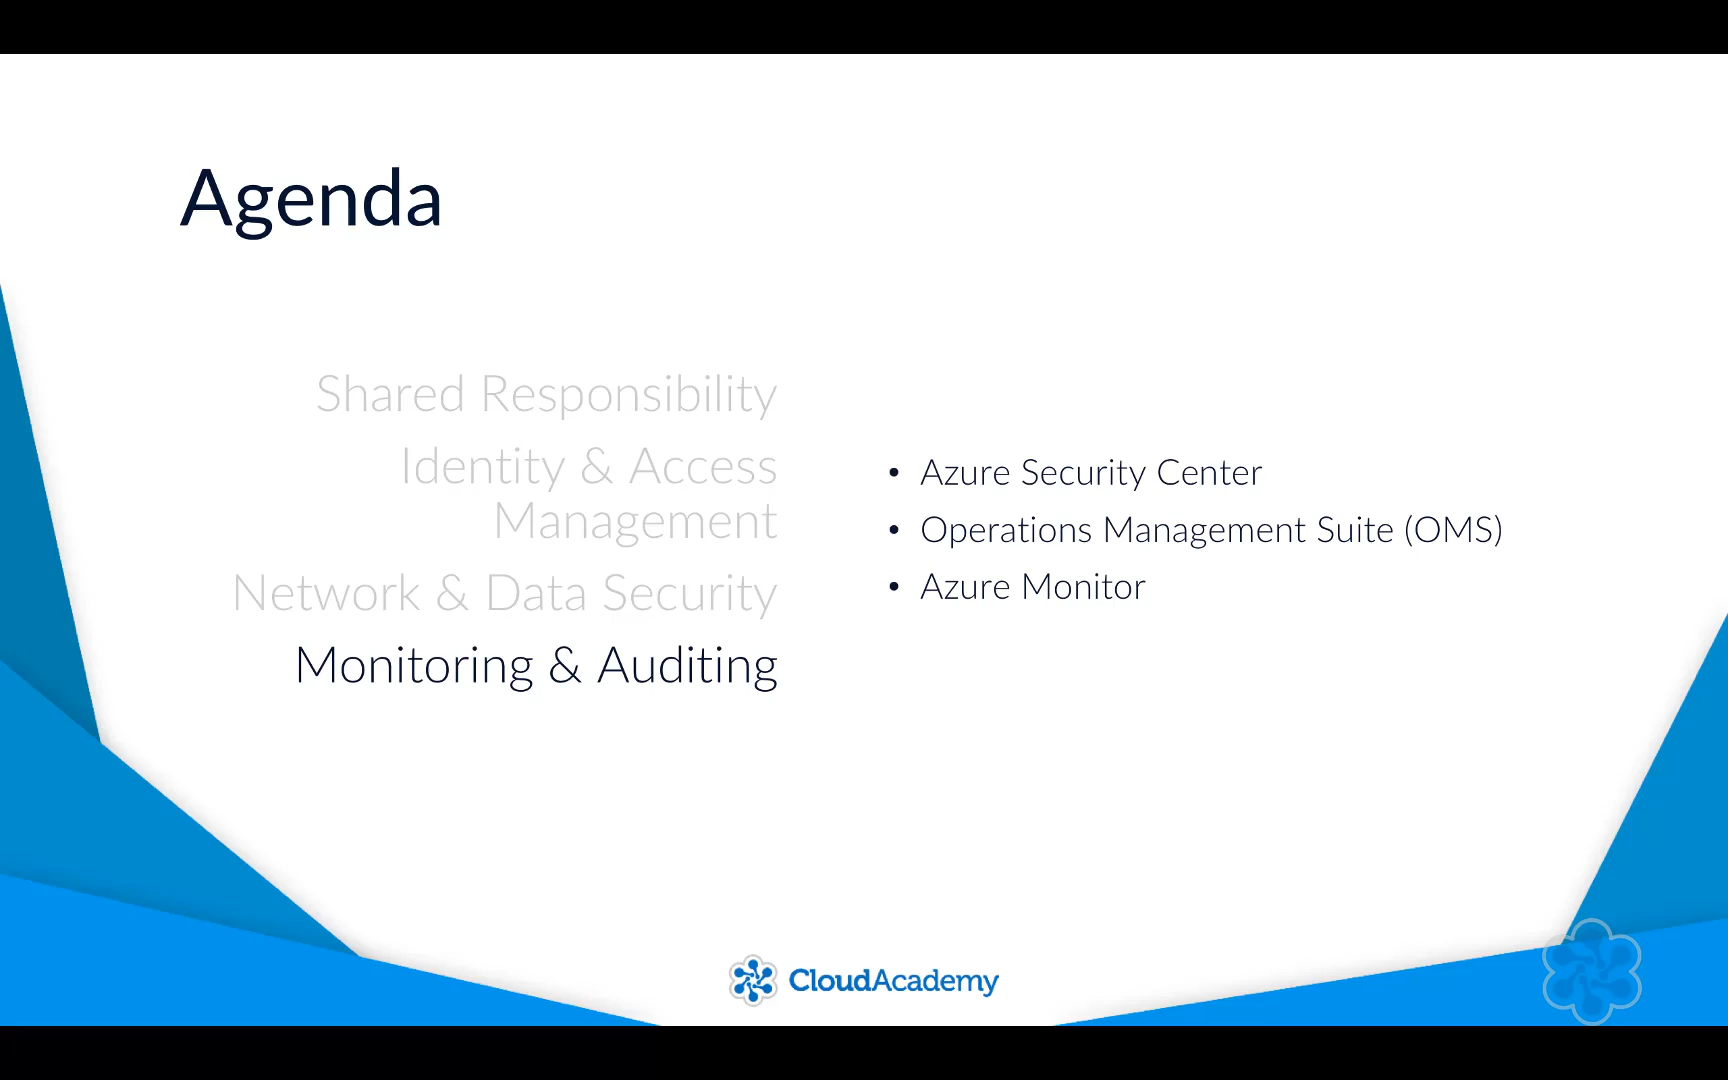 Agenda
Shared Responsibility
Identity & Access
Management
Network & Data Security
Monitoring & Auditing
• Azure Security Center
• Operations Management Suite (OMS)
• Azure Monitor
CloudAcademy